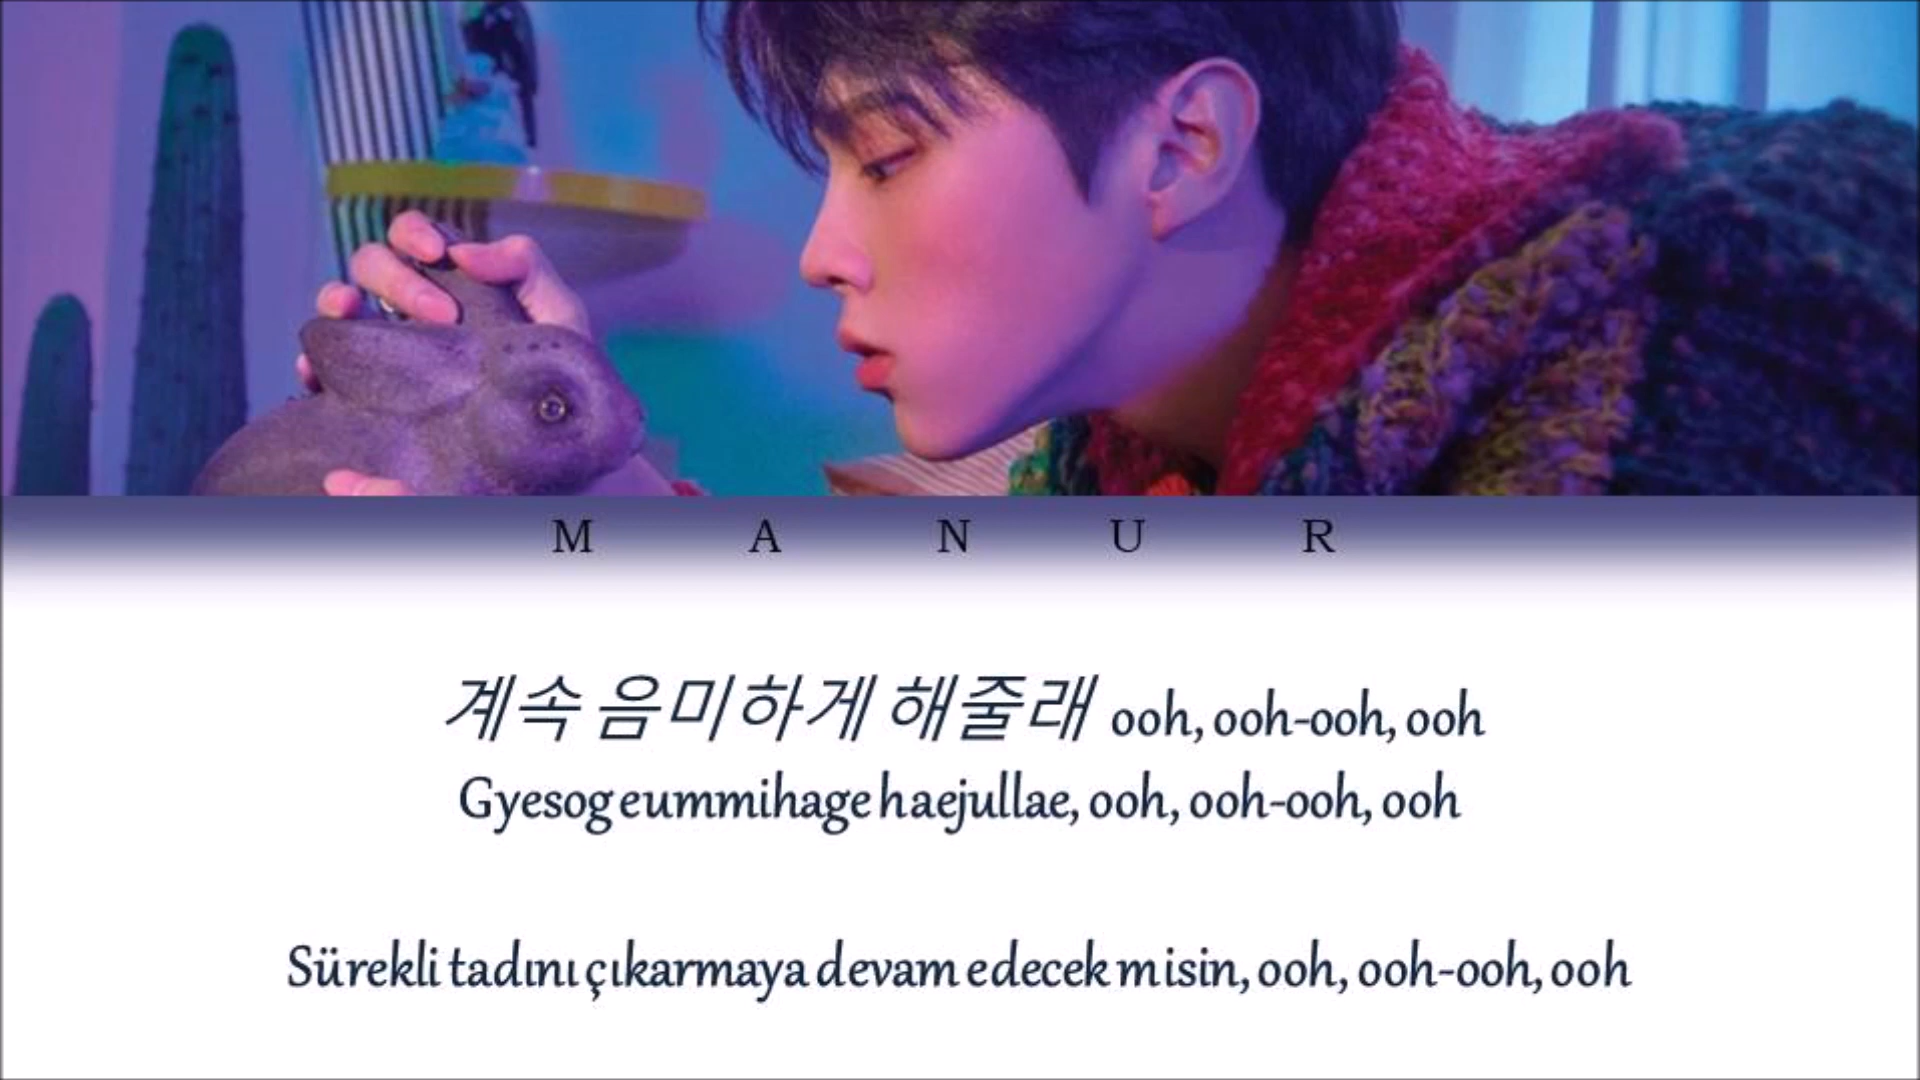 M A N U R
계속 음미하게 해줄래 ooh, ooh-ooh, ooh
Gyesog eummihage haejullae, ooh, ooh-ooh, ooh
Sürekli tadını çıkarmaya devam edecek misin, ooh, ooh-ooh, ooh